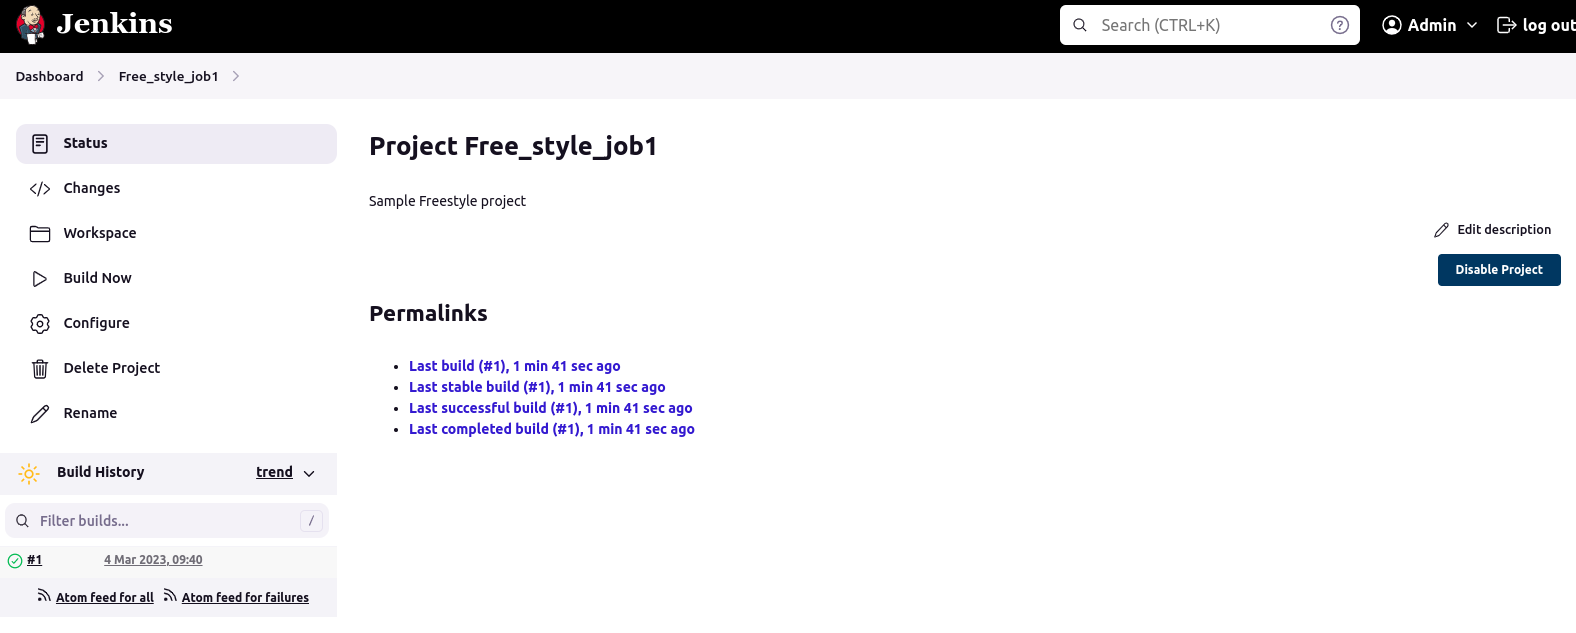 Jenkins
Search (CTRL+K)
Admin
log out
Dashboard
Free_style_job1
Status
Changes
Workspace
Build Now
Configure
Delete Project
Rename
Build History
trend
Filter builds...
/
#1
4 Mar 2023, 09:40
Atom feed for all
Atom feed for failures
Project Free_style_job1
Sample Freestyle project
Edit description
Disable Project
Permalinks
Last build (#1), 1 min 41 sec ago
Last stable build (#1), 1 min 41 sec ago
Last successful build (#1), 1 min 41 sec ago
Last completed build (#1), 1 min 41 sec ago